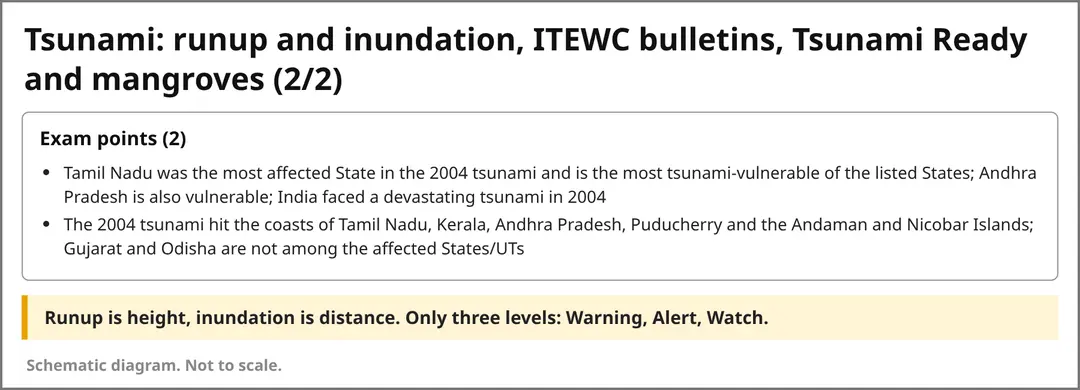 Tsunami: runup and inundation, ITEWC bulletins, Tsunami Ready
and mangroves (2/2)
Exam points (2)
• Tamil Nadu was the most affected State in the 2004 tsunami and is the most tsunami-vulnerable of the listed States; Andhra
Pradesh is also vulnerable; India faced a devastating tsunami in 2004
• The 2004 tsunami hit the coasts of Tamil Nadu, Kerala, Andhra Pradesh, Puducherry and the Andaman and Nicobar Islands;
Gujarat and Odisha are not among the affected States/UTs
Runup is height, inundation is distance. Only three levels: Warning, Alert, Watch.
Schematic diagram. Not to scale.